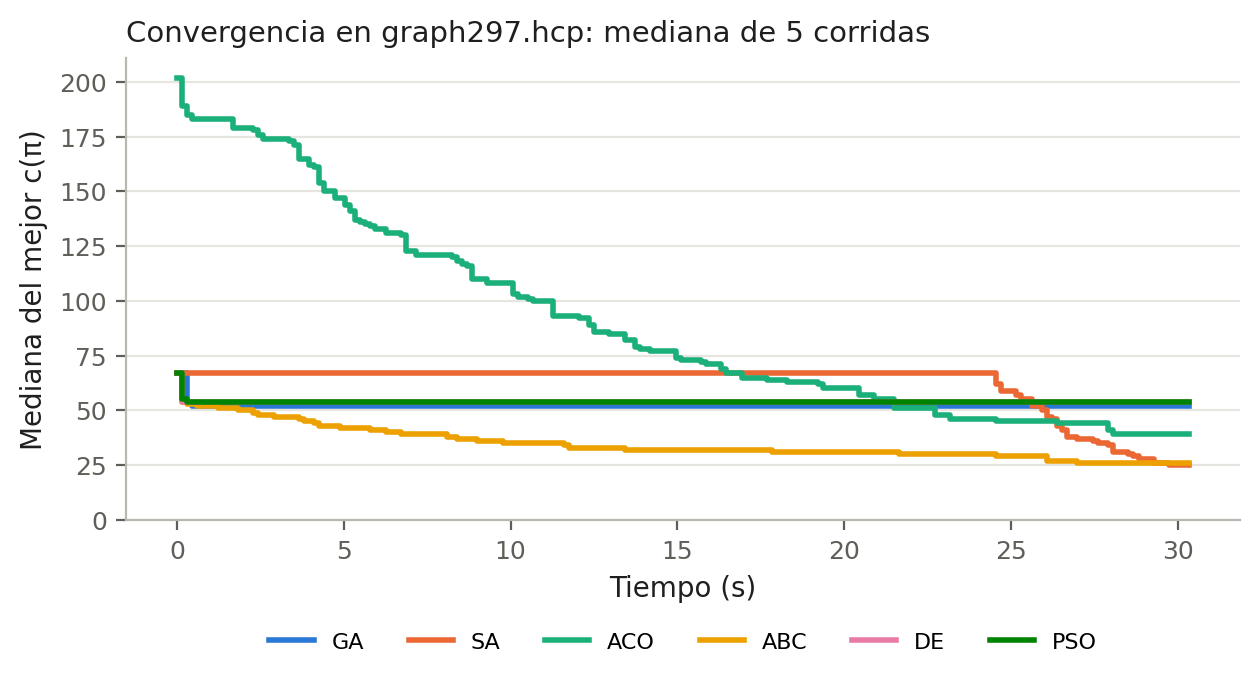 Convergencia en graph297.hcp: mediana de 5 corridas
Mediana del mejor c(π)
200
175
150
125
100
75
50
25
0
0 5 10 15 20 25 30
Tiempo (s)
GA SA ACO ABC DE PSO